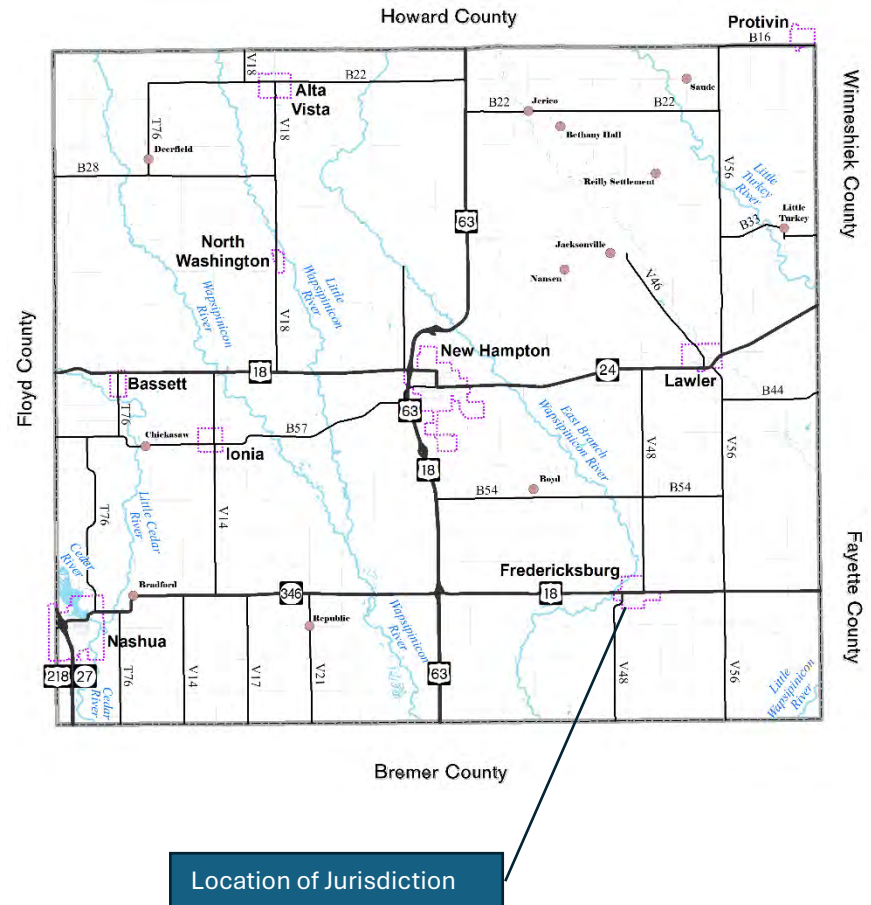 Howard County
Protivin
B16
V18
B22
Alta
Vista
T76
V18
Deerfield
B28
63
B22
Jerico
B22
Saude
Bethany Hall
Reilly Settlement
V56
Little
Turkey
River
Little
Turkey
B33
Winneshiek County
North
Washington
Wapsipinicon
River
Little
Wapsipinicon
River
V18
Jacksonville
Nansen
V46
Floyd County
18
Bassett
T76
New Hampton
24
Lawler
B44
63
Chickasaw
Ionia
B57
18
East Branch
Wapsipinicon River
V48
V56
Boyd
B54
B54
T76
Little Cedar
River
V14
Cedar
River
Bradford
346
Fredericksburg
18
Fayette County
Nashua
Republic
Wapsipinicon
River
218
27
Cedar
River
T76
V14
V17
V21
63
V48
V56
Little
Wapsipinicon
River
Bremer County
Location of Jurisdiction